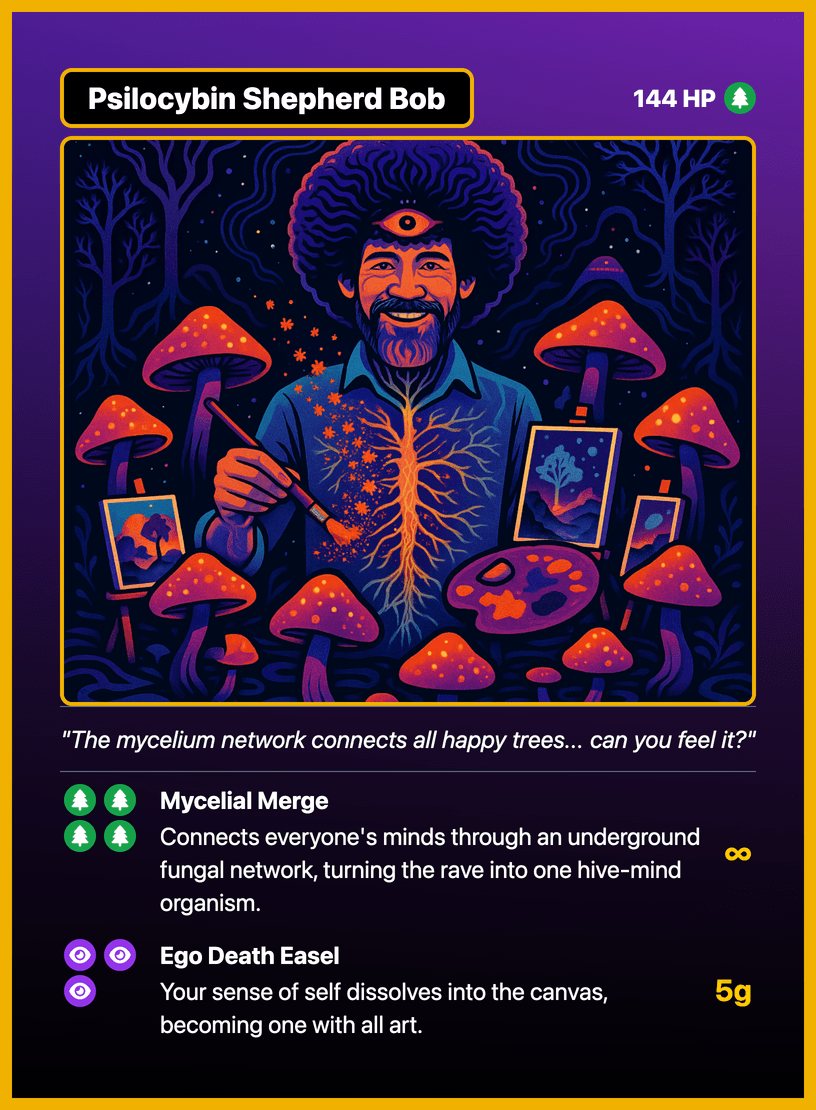 Psilocybin Shepherd Bob
144 HP
"The mycelium network connects all happy trees... can you feel it?"
Mycelial Merge
Connects everyone's minds through an underground
fungal network, turning the rave into one hive-mind
organism.
∞
Ego Death Easel
Your sense of self dissolves into the canvas,
becoming one with all art.
5g